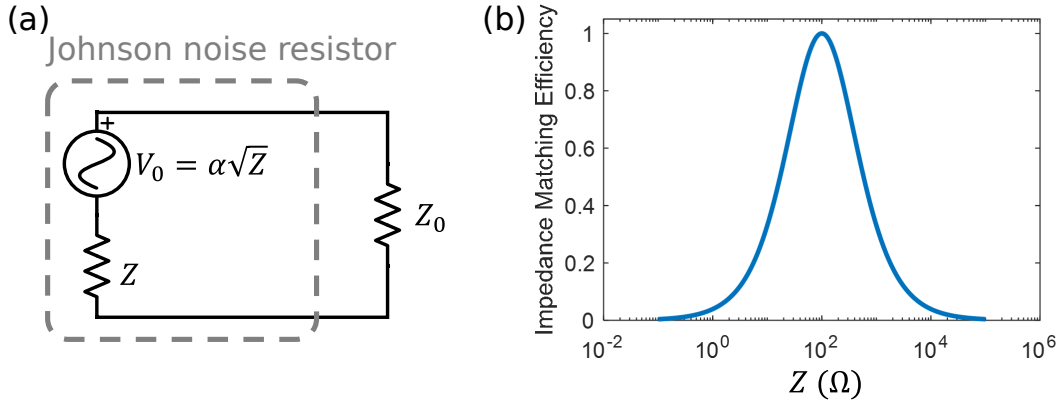 (a)
Johnson noise resistor
+
V₀ = α√Z
Z
Z₀
(b)
Impedance Matching Efficiency
1
0.8
0.6
0.4
0.2
0
10⁻² 10⁰ 10² 10⁴ 10⁶
Z (Ω)